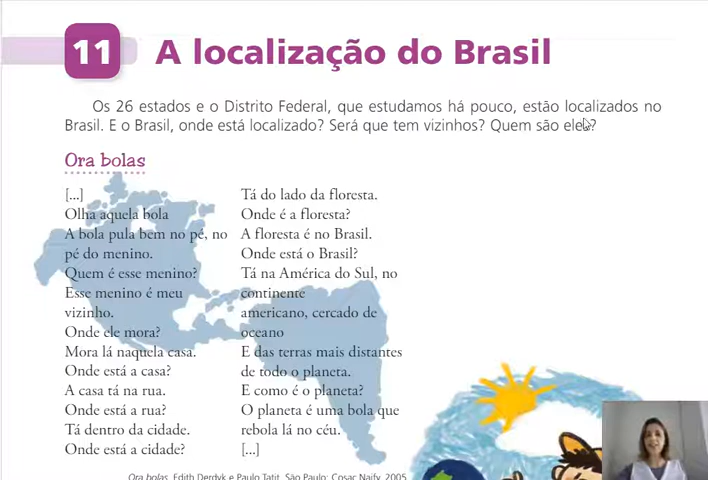 11 A localização do Brasil
Os 26 estados e o Distrito Federal, que estudamos há pouco, estão localizados no
Brasil. E o Brasil, onde está localizado? Será que tem vizinhos? Quem são eles?
Ora bolas
[...]
Olha aquela bola
A bola pula bem no pé, no
pé do menino.
Quem é esse menino?
Esse menino é meu
vizinho.
Onde ele mora?
Mora lá naquela casa.
Onde está a casa?
A casa tá na rua.
Onde está a rua?
Tá dentro da cidade.
Onde está a cidade?
Tá do lado da floresta.
Onde é a floresta?
A floresta é no Brasil.
Onde está o Brasil?
Tá na América do Sul, no
continente
americano, cercado de
oceano
E das terras mais distantes
de todo o planeta.
E como é o planeta?
O planeta é uma bola que
rebola lá no céu.
[...]
Ora bolas. Edith Derdyk e Paulo Tatit. São Paulo: Cosac Naify, 2005